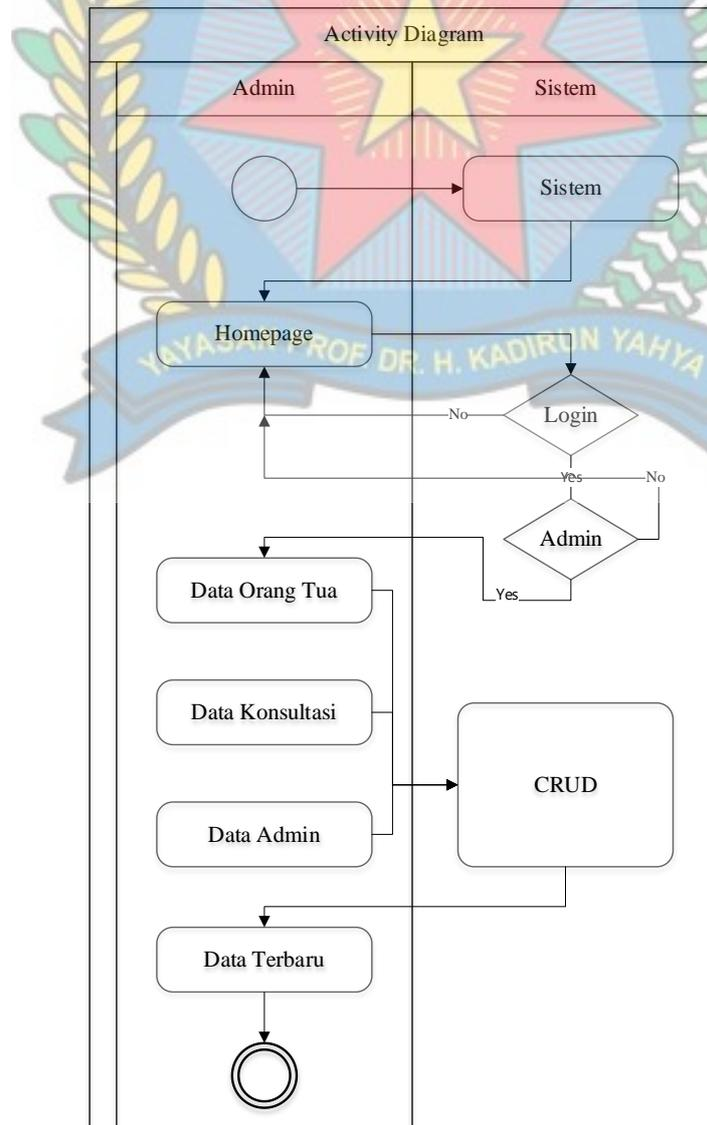 Activity Diagram
Admin
Sistem
Sistem
Homepage
YAYASAN PROF. DR. H. KADIRUN YAHYA
Login
No
Yes
No
Admin
Yes
Data Orang Tua
Data Konsultasi
CRUD
Data Admin
Data Terbaru